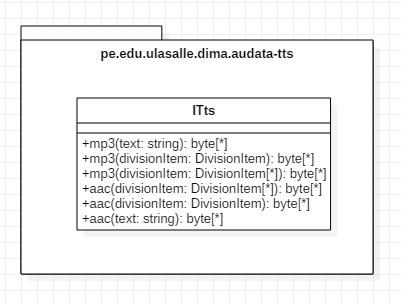 pe.edu.ulasalle.dima.audata-tts
ITts
+mp3(text: string): byte[*]
+mp3(divisionItem: DivisionItem): byte[*]
+mp3(divisionItem: DivisionItem[*]): byte[*]
+aac(divisionItem: DivisionItem[*]): byte[*]
+aac(divisionItem: DivisionItem): byte[*]
+aac(text: string): byte[*]